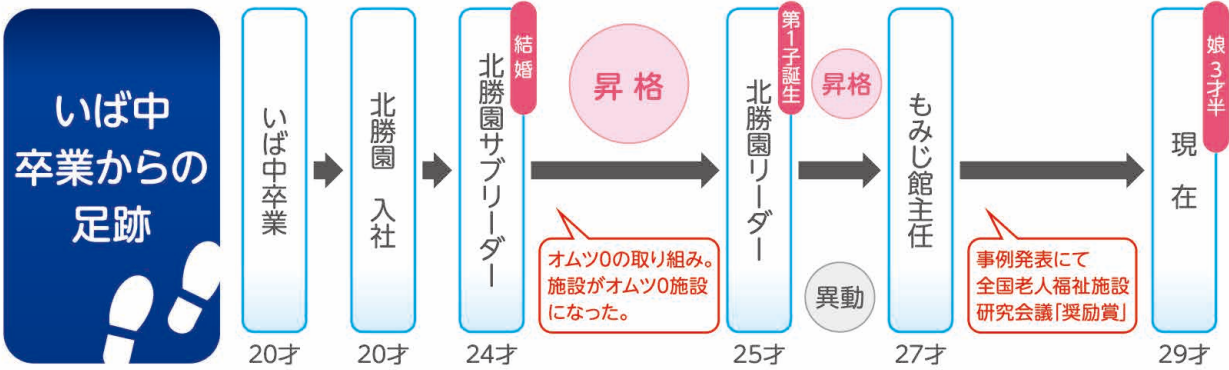 いば中
卒業からの
足跡
いば中卒業
20才
北勝園 入社
20才
結婚
北勝園サブリーダー
24才
昇格
オムツ0の取り組み。
施設がオムツ0施設
になった。
第1子誕生
北勝園リーダー
25才
昇格
異動
もみじ館主任
27才
事例発表にて
全国老人福祉施設
研究会議「奨励賞」
娘3才半
現在
29才